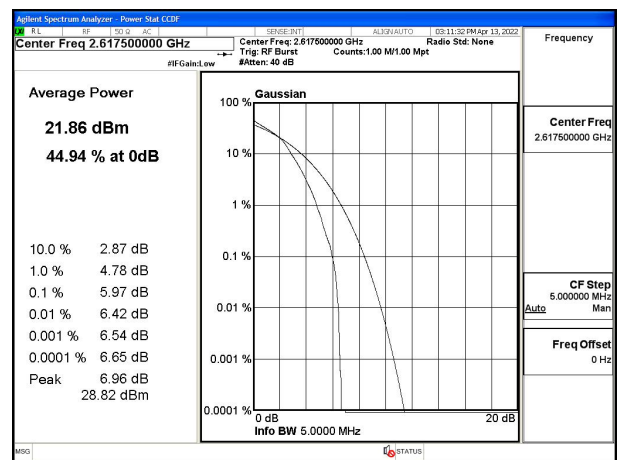 Agilent Spectrum Analyzer - Power Stat CCDF
RL RF 50 Ω AC SENSE:INT ALIGN AUTO 03:11:32 PM Apr 13, 2022
Center Freq 2.617500000 GHz
Center Freq: 2.617500000 GHz Radio Std: None
Trig: RF Burst Counts:1.00 M/1.00 Mpt
#IFGain:Low #Atten: 40 dB
Frequency
Average Power
21.86 dBm
44.94 % at 0dB
10.0 % 2.87 dB
1.0 % 4.78 dB
0.1 % 5.97 dB
0.01 % 6.42 dB
0.001 % 6.54 dB
0.0001 % 6.65 dB
Peak 6.96 dB
28.82 dBm
Gaussian
100 %
10 %
1 %
0.1 %
0.01 %
0.001 %
0.0001 %
0 dB 20 dB
Info BW 5.0000 MHz
Center Freq
2.617500000 GHz
CF Step
5.000000 MHz
Auto Man
Freq Offset
0 Hz
MSG STATUS